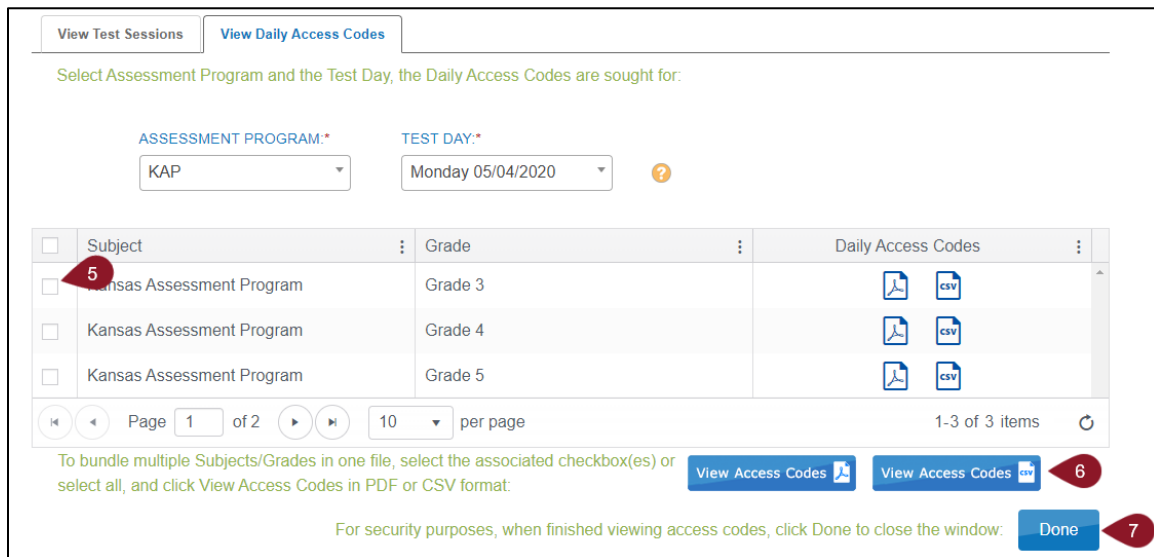 View Test Sessions View Daily Access Codes
Select Assessment Program and the Test Day, the Daily Access Codes are sought for:
ASSESSMENT PROGRAM:* TEST DAY:*
KAP Monday 05/04/2020 ?
Subject Grade Daily Access Codes
5
Kansas Assessment Program Grade 3 CSV
Kansas Assessment Program Grade 4 CSV
Kansas Assessment Program Grade 5 CSV
Page 1 of 2 10 per page 1-3 of 3 items
To bundle multiple Subjects/Grades in one file, select the associated checkbox(es) or
select all, and click View Access Codes in PDF or CSV format:
View Access Codes View Access Codes CSV 6
For security purposes, when finished viewing access codes, click Done to close the window: Done 7